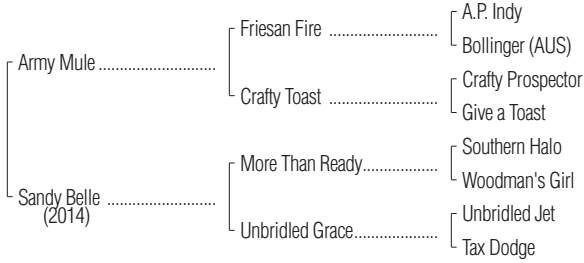 A.P. Indy
Friesan Fire ........................
Bollinger (AUS)
Army Mule ..........................
Crafty Prospector
Crafty Toast ........................
Give a Toast
Southern Halo
More Than Ready.................
Woodman's Girl
Sandy Belle ........................
(2014)
Unbridled Jet
Unbridled Grace...................
Tax Dodge